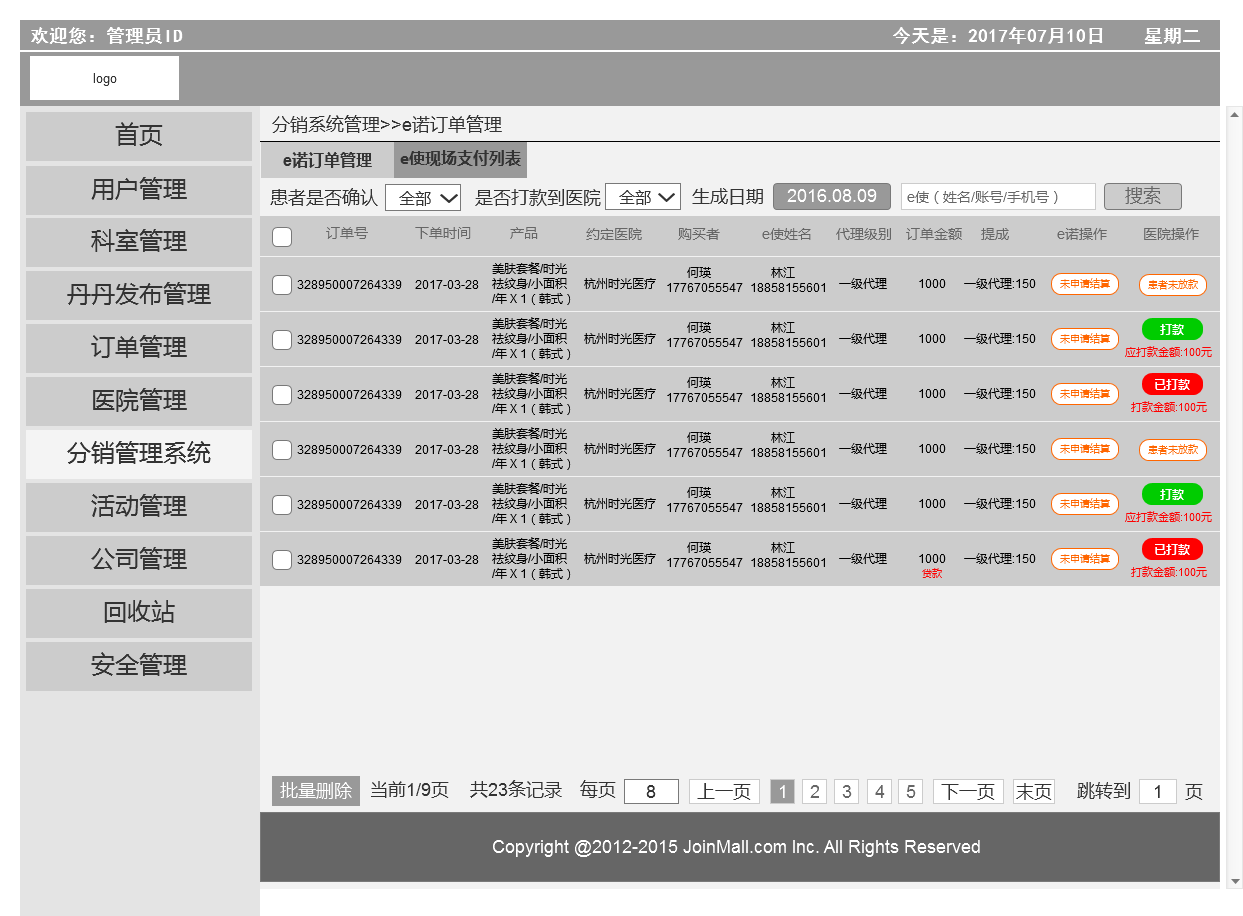 欢迎您：管理员ID 今天是：2017年07月10日 星期二
logo
首页
用户管理
科室管理
丹丹发布管理
订单管理
医院管理
分销管理系统
活动管理
公司管理
回收站
安全管理
分销系统管理>>e诺订单管理
e诺订单管理 e使现场支付列表
患者是否确认 全部 是否打款到医院 全部 生成日期 2016.08.09 e使（姓名/账号/手机号） 搜索
订单号 下单时间 产品 约定医院 购买者 e使姓名 代理级别 订单金额 提成 e诺操作 医院操作
美肤套餐/时光 何瑛 林江
328950007264339 2017-03-28 祛纹身/小面积 杭州时光医疗 17767055547 18858155601 一级代理 1000 一级代理:150 未申请结算 患者未放款
/年 X 1（韩式）
美肤套餐/时光 何瑛 林江 打款
328950007264339 2017-03-28 祛纹身/小面积 杭州时光医疗 17767055547 18858155601 一级代理 1000 一级代理:150 未申请结算
/年 X 1（韩式） 应打款金额:100元
美肤套餐/时光 何瑛 林江 已打款
328950007264339 2017-03-28 祛纹身/小面积 杭州时光医疗 17767055547 18858155601 一级代理 1000 一级代理:150 未申请结算
/年 X 1（韩式） 打款金额:100元
美肤套餐/时光 何瑛 林江
328950007264339 2017-03-28 祛纹身/小面积 杭州时光医疗 17767055547 18858155601 一级代理 1000 一级代理:150 未申请结算 患者未放款
/年 X 1（韩式）
美肤套餐/时光 何瑛 林江 打款
328950007264339 2017-03-28 祛纹身/小面积 杭州时光医疗 17767055547 18858155601 一级代理 1000 一级代理:150 未申请结算
/年 X 1（韩式） 应打款金额:100元
美肤套餐/时光 何瑛 林江 已打款
328950007264339 2017-03-28 祛纹身/小面积 杭州时光医疗 17767055547 18858155601 一级代理 1000 一级代理:150 未申请结算
/年 X 1（韩式） 贷款 打款金额:100元
批量删除 当前1/9页 共23条记录 每页 8 上一页 1 2 3 4 5 下一页 末页 跳转到 1 页
Copyright @2012-2015 JoinMall.com Inc. All Rights Reserved